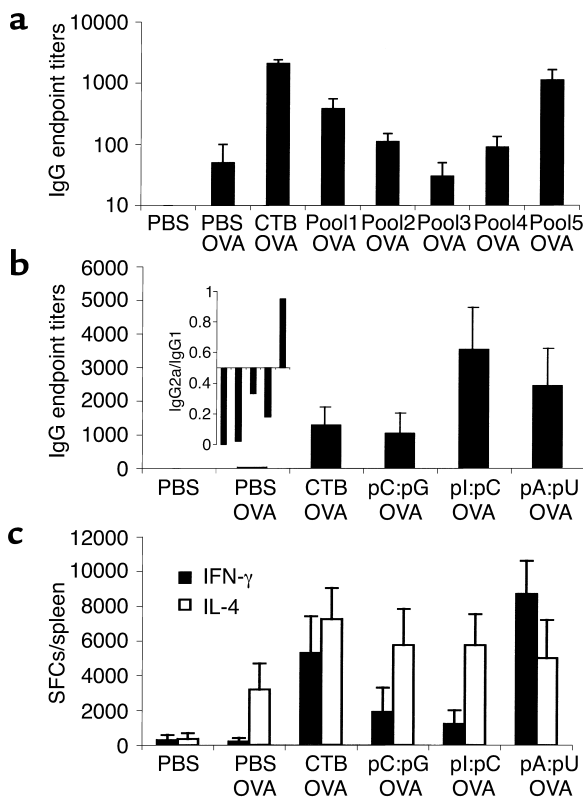 a
IgG endpoint titers
10000
1000
100
10
PBS PBS CTB Pool1 Pool2 Pool3 Pool4 Pool5
OVA OVA OVA OVA OVA OVA OVA
b
IgG endpoint titers
6000
5000
4000
3000
2000
1000
0
IgG2a/IgG1
1
0.8
0.6
0.4
0.2
0
PBS PBS CTB pC:pG pI:pC pA:pU
OVA OVA OVA OVA OVA
c
SFCs/spleen
12000
10000
8000
6000
4000
2000
0
IFN-γ
IL-4
PBS PBS CTB pC:pG pI:pC pA:pU
OVA OVA OVA OVA OVA